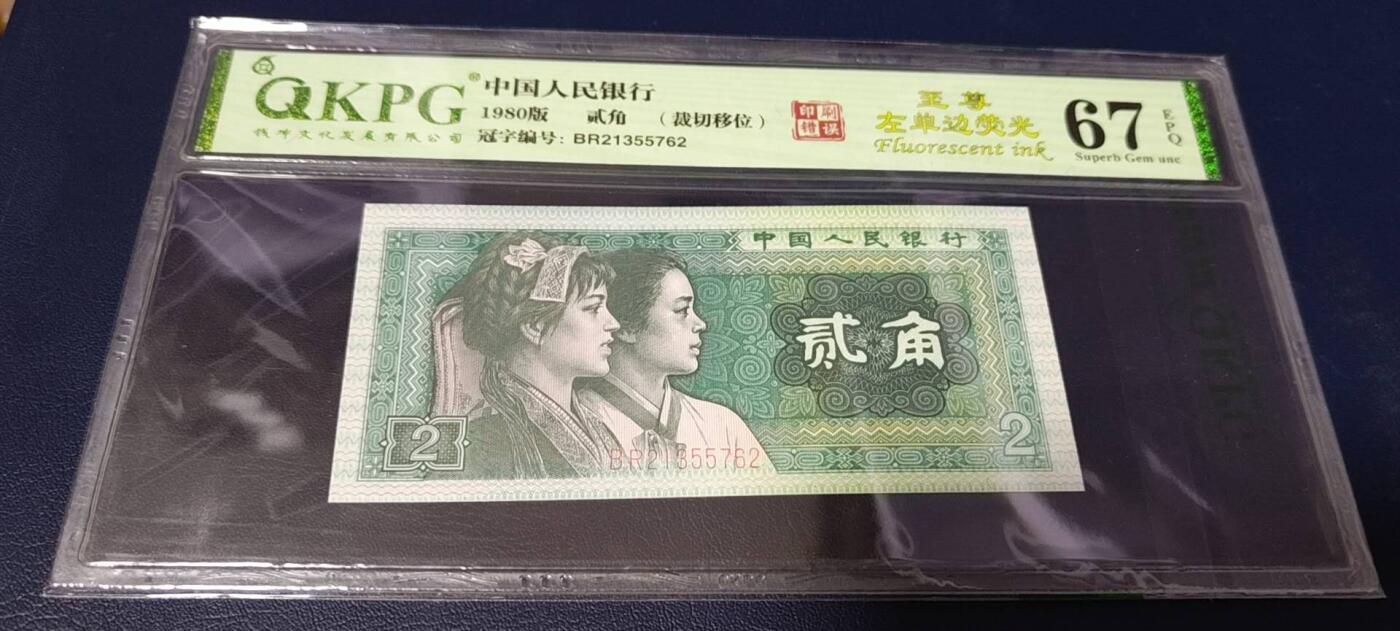 QKPG®
钱峰文化发展有限公司
中国人民银行
1980版 贰角 (裁切移位)
冠字编号: BR21355762
印刷
错误
至尊
左单边荧光
Fluorescent ink
67
EPQ
Superb Gem unc
中国人民银行
贰角
2
2
BR21355762